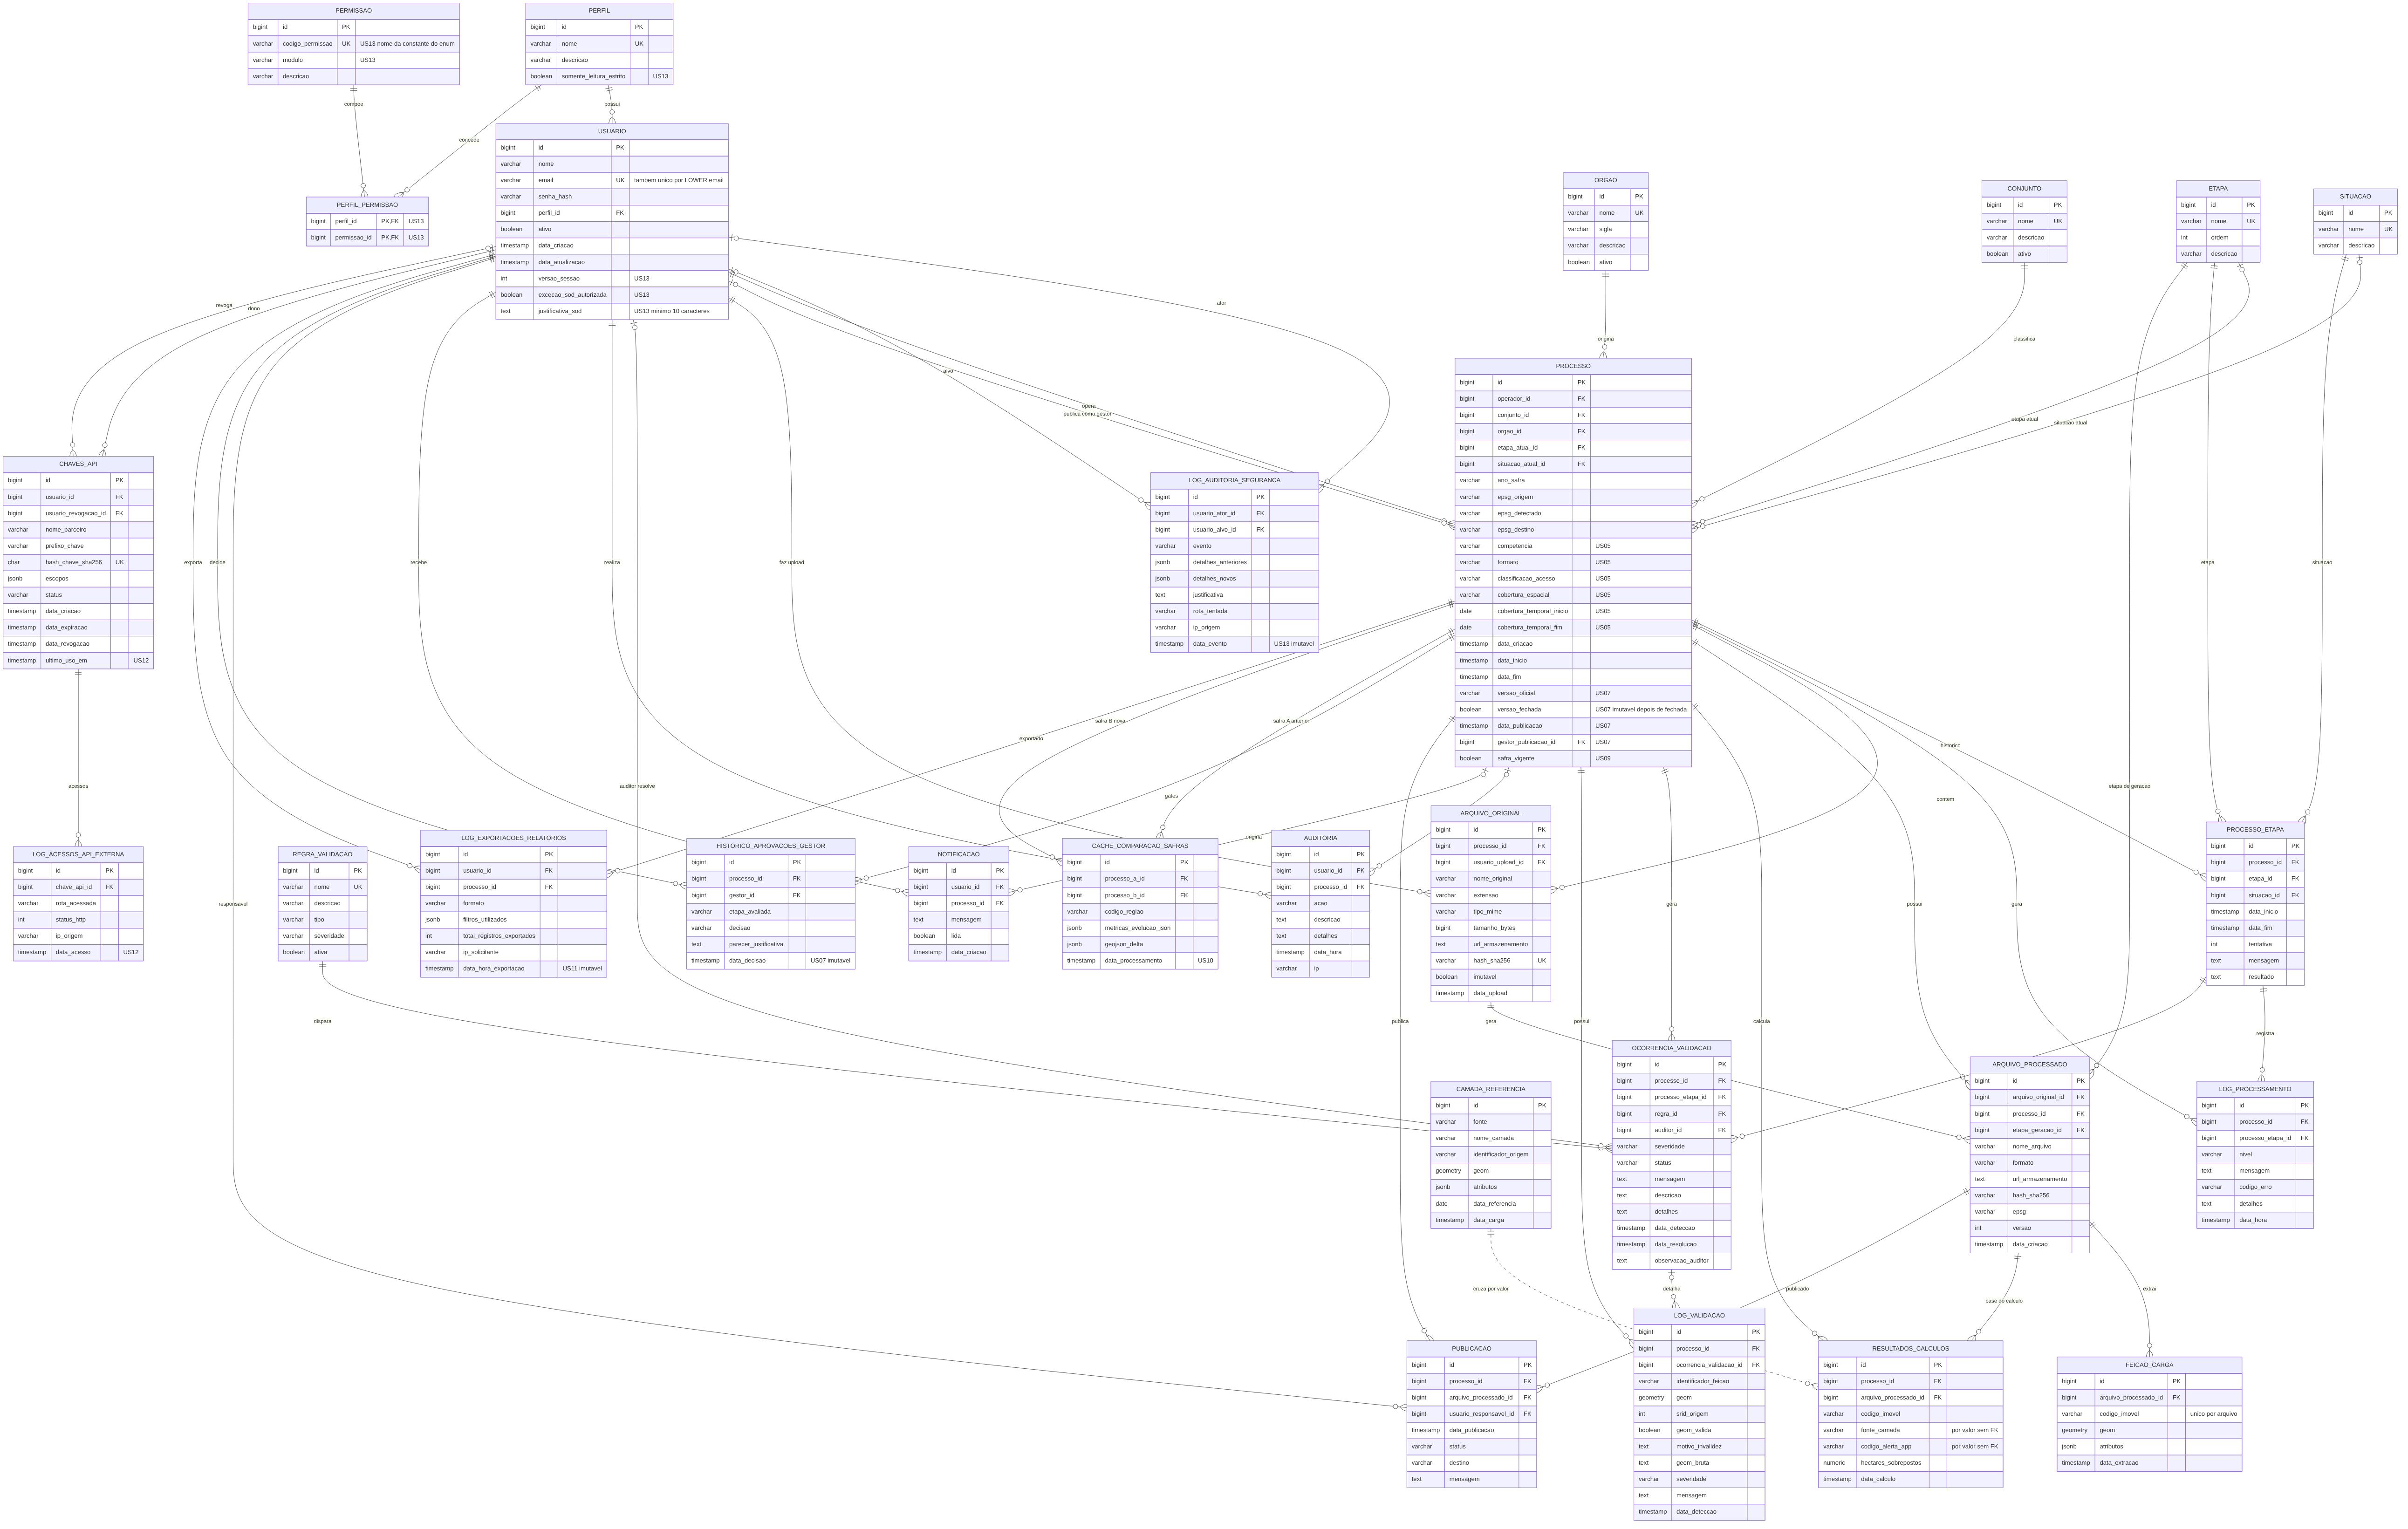 PERMISSAO
bigint id PK
varchar codigo_permissao UK US13 nome da constante do enum
varchar modulo US13
varchar descricao
PERFIL
bigint id PK
varchar nome UK
varchar descricao
boolean somente_leitura_estrito US13
compoe
possui
concede
USUARIO
bigint id PK
varchar nome
varchar email UK tambem unico por LOWER email
varchar senha_hash
bigint perfil_id FK
boolean ativo
timestamp data_criacao
timestamp data_atualizacao
int versao_sessao US13
boolean excecao_sod_autorizada US13
text justificativa_sod US13 minimo 10 caracteres
PERFIL_PERMISSAO
bigint perfil_id PK,FK US13
bigint permissao_id PK,FK US13
ORGAO
bigint id PK
varchar nome UK
varchar sigla
varchar descricao
boolean ativo
CONJUNTO
bigint id PK
varchar nome UK
varchar descricao
boolean ativo
ETAPA
bigint id PK
varchar nome UK
int ordem
varchar descricao
SITUACAO
bigint id PK
varchar nome UK
varchar descricao
revoga
dono
ator
origina
classifica
alvo
opera
publica como gestor
etapa atual
situacao atual
PROCESSO
bigint id PK
bigint operador_id FK
bigint conjunto_id FK
bigint orgao_id FK
bigint etapa_atual_id FK
bigint situacao_atual_id FK
varchar ano_safra
varchar epsg_origem
varchar epsg_detectado
varchar epsg_destino
varchar competencia US05
varchar formato US05
varchar classificacao_acesso US05
varchar cobertura_espacial US05
date cobertura_temporal_inicio US05
date cobertura_temporal_fim US05
timestamp data_criacao
timestamp data_inicio
timestamp data_fim
varchar versao_oficial US07
boolean versao_fechada US07 imutavel depois de fechada
timestamp data_publicacao US07
bigint gestor_publicacao_id FK US07
boolean safra_vigente US09
CHAVES_API
bigint id PK
bigint usuario_id FK
bigint usuario_revogacao_id FK
varchar nome_parceiro
varchar prefixo_chave
char hash_chave_sha256 UK
jsonb escopos
varchar status
timestamp data_criacao
timestamp data_expiracao
timestamp data_revogacao
timestamp ultimo_uso_em US12
LOG_AUDITORIA_SEGURANCA
bigint id PK
bigint usuario_ator_id FK
bigint usuario_alvo_id FK
varchar evento
jsonb detalhes_anteriores
jsonb detalhes_novos
text justificativa
varchar rota_tentada
varchar ip_origem
timestamp data_evento US13 imutavel
exporta
decide
recebe
realiza
faz upload
etapa
situacao
safra B nova
safra A anterior
exportado
historico
acessos
auditor resolve
gates
origina
contem
etapa de geracao
responsavel
gera
possui
gera
LOG_ACESSOS_API_EXTERNA
bigint id PK
bigint chave_api_id FK
varchar rota_acessada
int status_http
varchar ip_origem
timestamp data_acesso US12
REGRA_VALIDACAO
bigint id PK
varchar nome UK
varchar descricao
varchar tipo
varchar severidade
boolean ativa
LOG_EXPORTACOES_RELATORIOS
bigint id PK
bigint usuario_id FK
bigint processo_id FK
varchar formato
jsonb filtros_utilizados
int total_registros_exportados
varchar ip_solicitante
timestamp data_hora_exportacao US11 imutavel
HISTORICO_APROVACOES_GESTOR
bigint id PK
bigint processo_id FK
bigint gestor_id FK
varchar etapa_avaliada
varchar decisao
text parecer_justificativa
timestamp data_decisao US07 imutavel
NOTIFICACAO
bigint id PK
bigint usuario_id FK
bigint processo_id FK
text mensagem
boolean lida
timestamp data_criacao
CACHE_COMPARACAO_SAFRAS
bigint id PK
bigint processo_a_id FK
bigint processo_b_id FK
varchar codigo_regiao
jsonb metricas_evolucao_json
jsonb geojson_delta
timestamp data_processamento US10
AUDITORIA
bigint id PK
bigint usuario_id FK
bigint processo_id FK
varchar acao
text descricao
text detalhes
timestamp data_hora
varchar ip
ARQUIVO_ORIGINAL
bigint id PK
bigint processo_id FK
bigint usuario_upload_id FK
varchar nome_original
varchar extensao
varchar tipo_mime
bigint tamanho_bytes
text url_armazenamento
varchar hash_sha256 UK
boolean imutavel
timestamp data_upload
PROCESSO_ETAPA
bigint id PK
bigint processo_id FK
bigint etapa_id FK
bigint situacao_id FK
timestamp data_inicio
timestamp data_fim
int tentativa
text mensagem
text resultado
dispara
publica
gera
possui
calcula
registra
OCORRENCIA_VALIDACAO
bigint id PK
bigint processo_id FK
bigint processo_etapa_id FK
bigint regra_id FK
bigint auditor_id FK
varchar severidade
varchar status
text mensagem
text descricao
text detalhes
timestamp data_deteccao
timestamp data_resolucao
text observacao_auditor
CAMADA_REFERENCIA
bigint id PK
varchar fonte
varchar nome_camada
varchar identificador_origem
geometry geom
jsonb atributos
date data_referencia
timestamp data_carga
ARQUIVO_PROCESSADO
bigint id PK
bigint arquivo_original_id FK
bigint processo_id FK
bigint etapa_geracao_id FK
varchar nome_arquivo
varchar formato
text url_armazenamento
varchar hash_sha256
varchar epsg
int versao
timestamp data_criacao
LOG_PROCESSAMENTO
bigint id PK
bigint processo_id FK
bigint processo_etapa_id FK
varchar nivel
text mensagem
varchar codigo_erro
text detalhes
timestamp data_hora
cruza por valor
detalha
publicado
base do calculo
extrai
PUBLICACAO
bigint id PK
bigint processo_id FK
bigint arquivo_processado_id FK
bigint usuario_responsavel_id FK
timestamp data_publicacao
varchar status
varchar destino
text mensagem
LOG_VALIDACAO
bigint id PK
bigint processo_id FK
bigint ocorrencia_validacao_id FK
varchar identificador_feicao
geometry geom
int srid_origem
boolean geom_valida
text motivo_invalidez
text geom_bruta
varchar severidade
text mensagem
timestamp data_deteccao
RESULTADOS_CALCULOS
bigint id PK
bigint processo_id FK
bigint arquivo_processado_id FK
varchar codigo_imovel
varchar fonte_camada por valor sem FK
varchar codigo_alerta_app por valor sem FK
numeric hectares_sobrepostos
timestamp data_calculo
FEICAO_CARGA
bigint id PK
bigint arquivo_processado_id FK
varchar codigo_imovel unico por arquivo
geometry geom
jsonb atributos
timestamp data_extracao